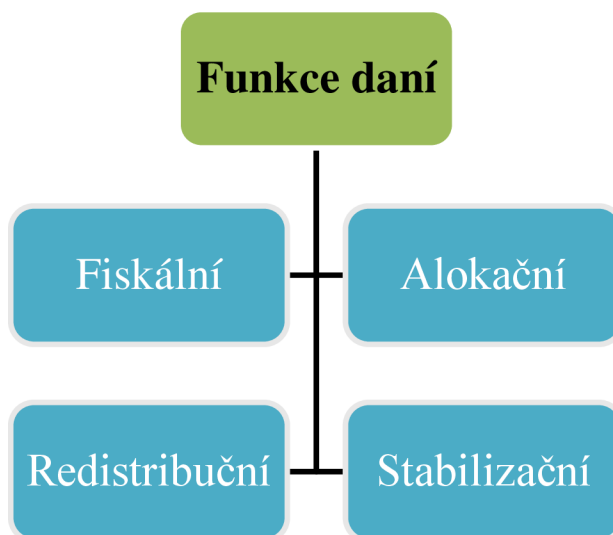 Funkce daní
Fiskální
Alokační
Redistribuční
Stabilizační